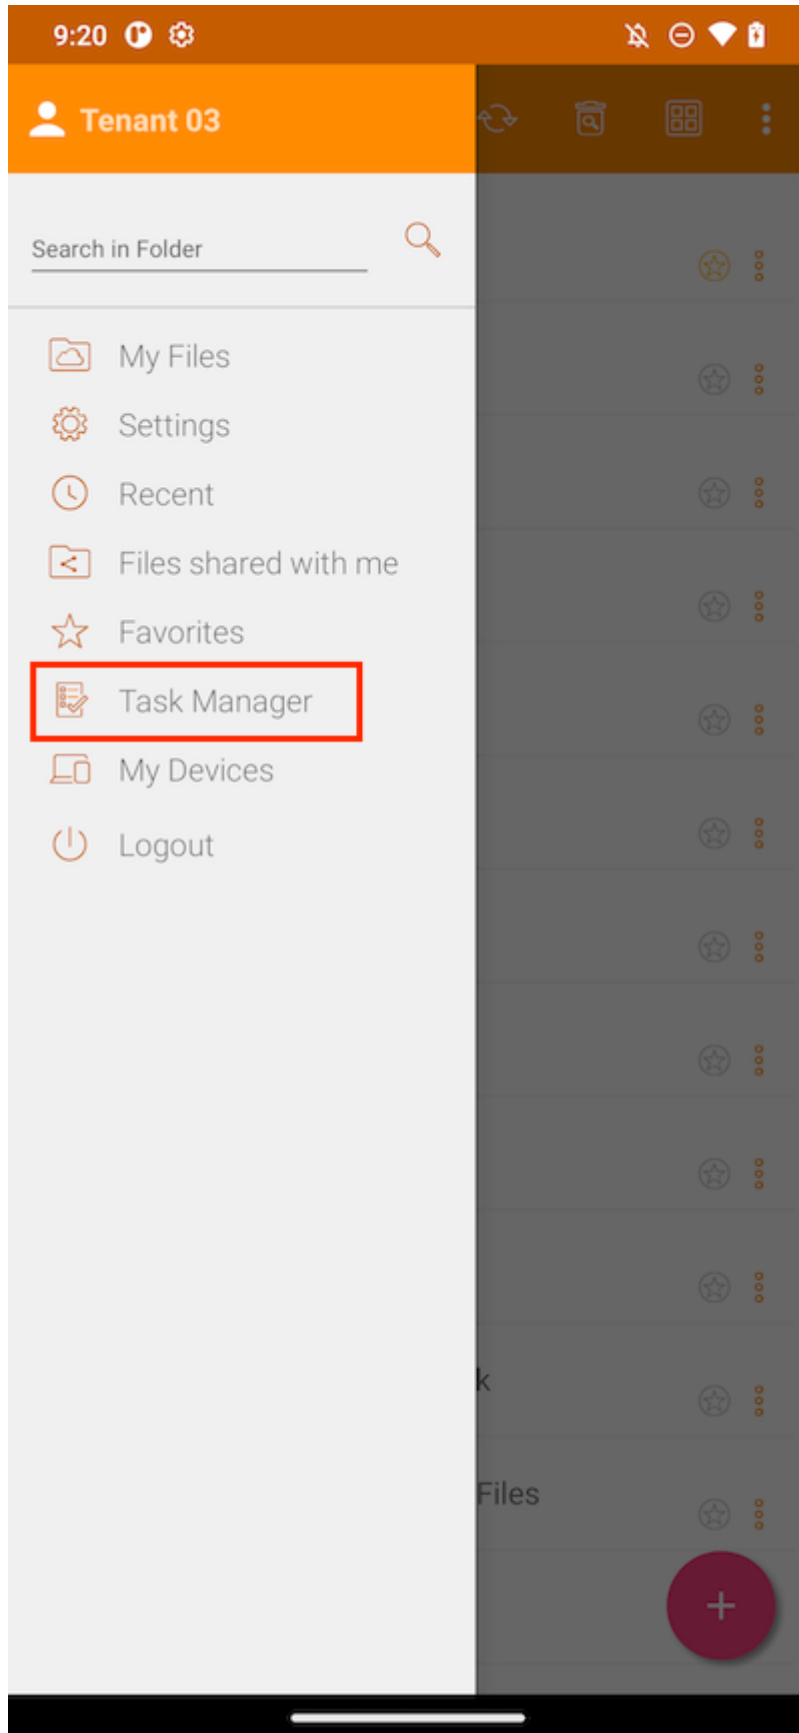 9:20
Tenant 03
Search in Folder
My Files
Settings
Recent
Files shared with me
Favorites
Task Manager
My Devices
Logout
k
Files